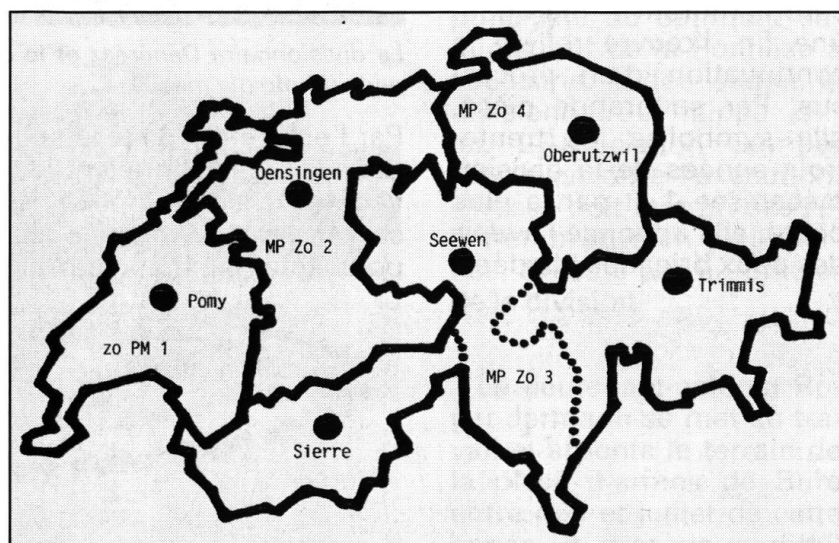 MP Zo 4
Oberutzwil
Oensingen
MP Zo 2
Seewen
Trimmis
Pomy
zo PM 1
MP Zo 3
Sierre